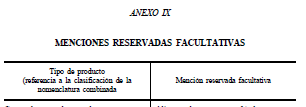 ANEXO IX
MENCIONES RESERVADAS FACULTATIVAS
Tipo de producto
(referencia a la clasificación de la
nomenclatura combinada
Mención reservada facultativa